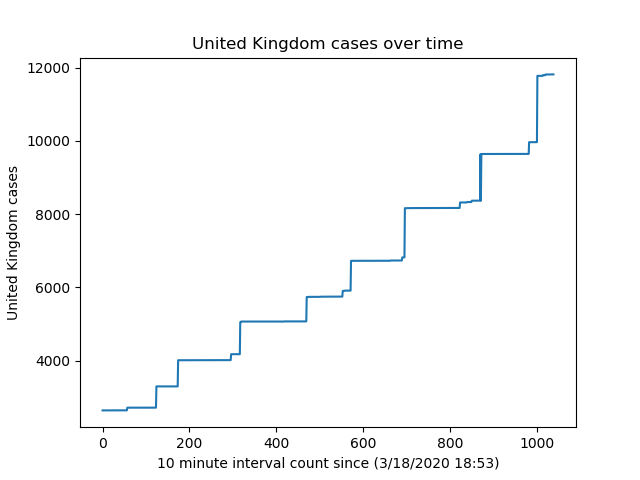 United Kingdom cases over time
12000
10000
8000
6000
4000
United Kingdom cases
0 200 400 600 800 1000
10 minute interval count since (3/18/2020 18:53)